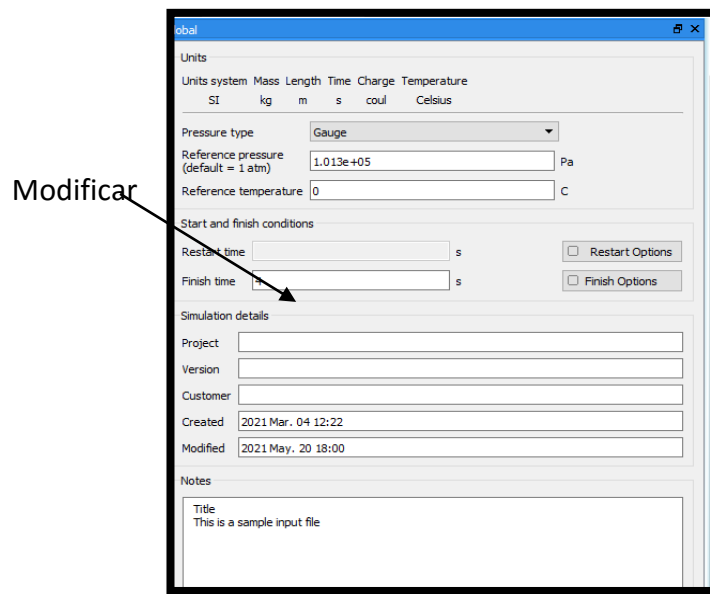 obal
Units
Units system Mass Length Time Charge Temperature
SI kg m s coul Celsius
Pressure type Gauge
Reference pressure
(default = 1 atm) 1.013e+05 Pa
Modificar
Reference temperature 0 C
Start and finish conditions
Restart time s Restart Options
Finish time 4 s Finish Options
Simulation details
Project
Version
Customer
Created 2021 Mar. 04 12:22
Modified 2021 May. 20 18:00
Notes
Title
This is a sample input file